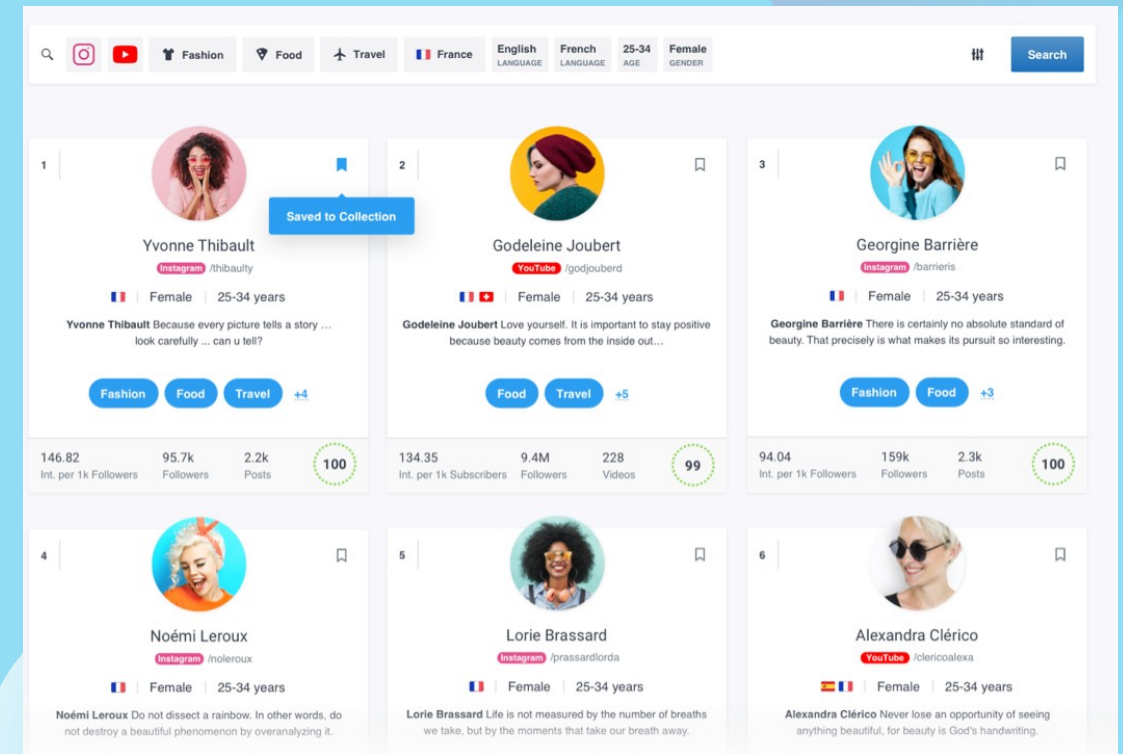 Fashion Food Travel France English LANGUAGE French LANGUAGE 25-34 AGE Female GENDER Search
1
Saved to Collection
Yvonne Thibault
Instagram /thibaulty
Female 25-34 years
Yvonne Thibault Because every picture tells a story ...
look carefully ... can u tell?
Fashion Food Travel +4
146.82 95.7k 2.2k 100
Int. per 1k Followers Followers Posts
2
Godeleine Joubert
YouTube /godjouberd
Female 25-34 years
Godeleine Joubert Love yourself. It is important to stay positive
because beauty comes from the inside out...
Food Travel +5
134.35 9.4M 228 99
Int. per 1k Subscribers Followers Videos
3
Georgine Barrière
Instagram /barrieris
Female 25-34 years
Georgine Barrière There is certainly no absolute standard of
beauty. That precisely is what makes its pursuit so interesting.
Fashion Food +3
94.04 159k 2.3k 100
Int. per 1k Followers Followers Posts
4
Noémi Leroux
Instagram /noleroux
Female 25-34 years
Noémi Leroux Do not dissect a rainbow. In other words, do
not destroy a beautiful phenomenon by overanalyzing it.
5
Lorie Brassard
Instagram /prassardlorda
Female 25-34 years
Lorie Brassard Life is not measured by the number of breaths
we take, but by the moments that take our breath away.
6
Alexandra Clérico
YouTube /clericoalexa
Female 25-34 years
Alexandra Clérico Never lose an opportunity of seeing
anything beautiful, for beauty is God's handwriting.